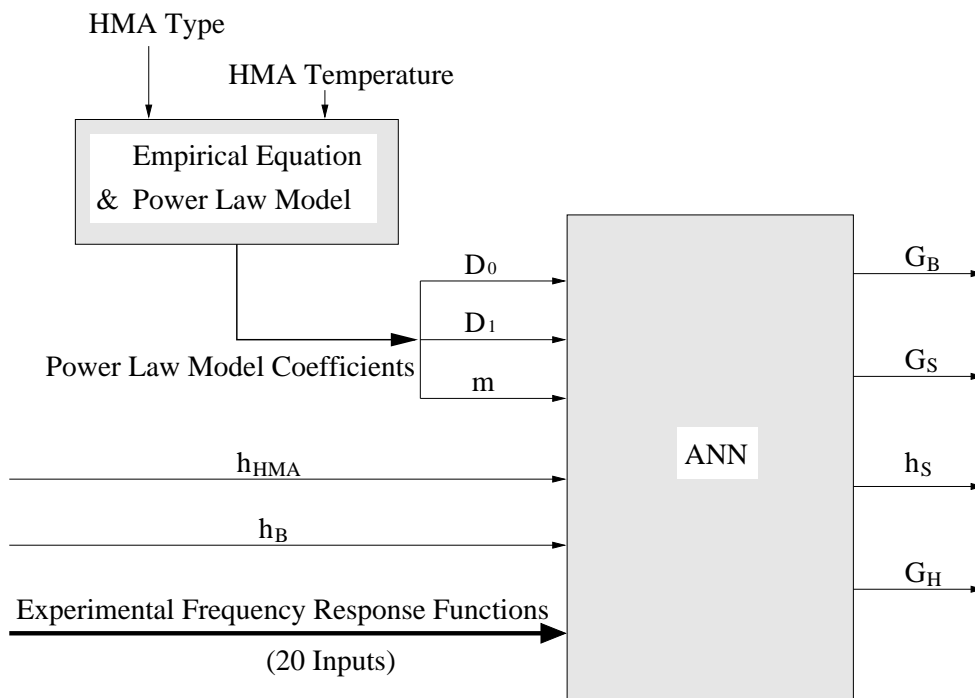 HMA Type
HMA Temperature
Empirical Equation
& Power Law Model
D0
D1
Power Law Model Coefficients
m
hHMA
hB
Experimental Frequency Response Functions
(20 Inputs)
ANN
GB
GS
hS
GH